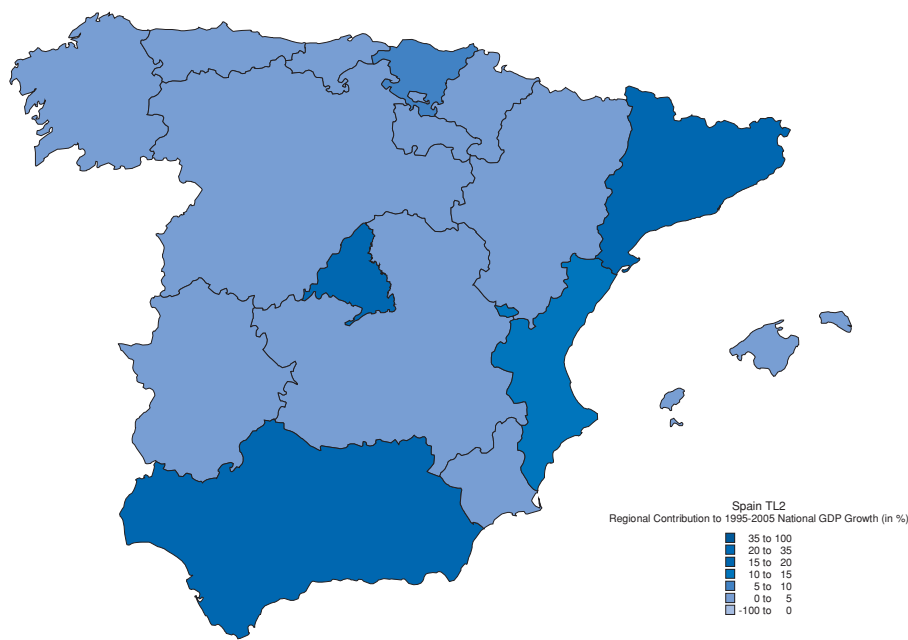 Spain TL2
Regional Contribution to 1995-2005 National GDP Growth (in %)
35 to 100
20 to 35
15 to 20
10 to 15
5 to 10
0 to 5
-100 to 0